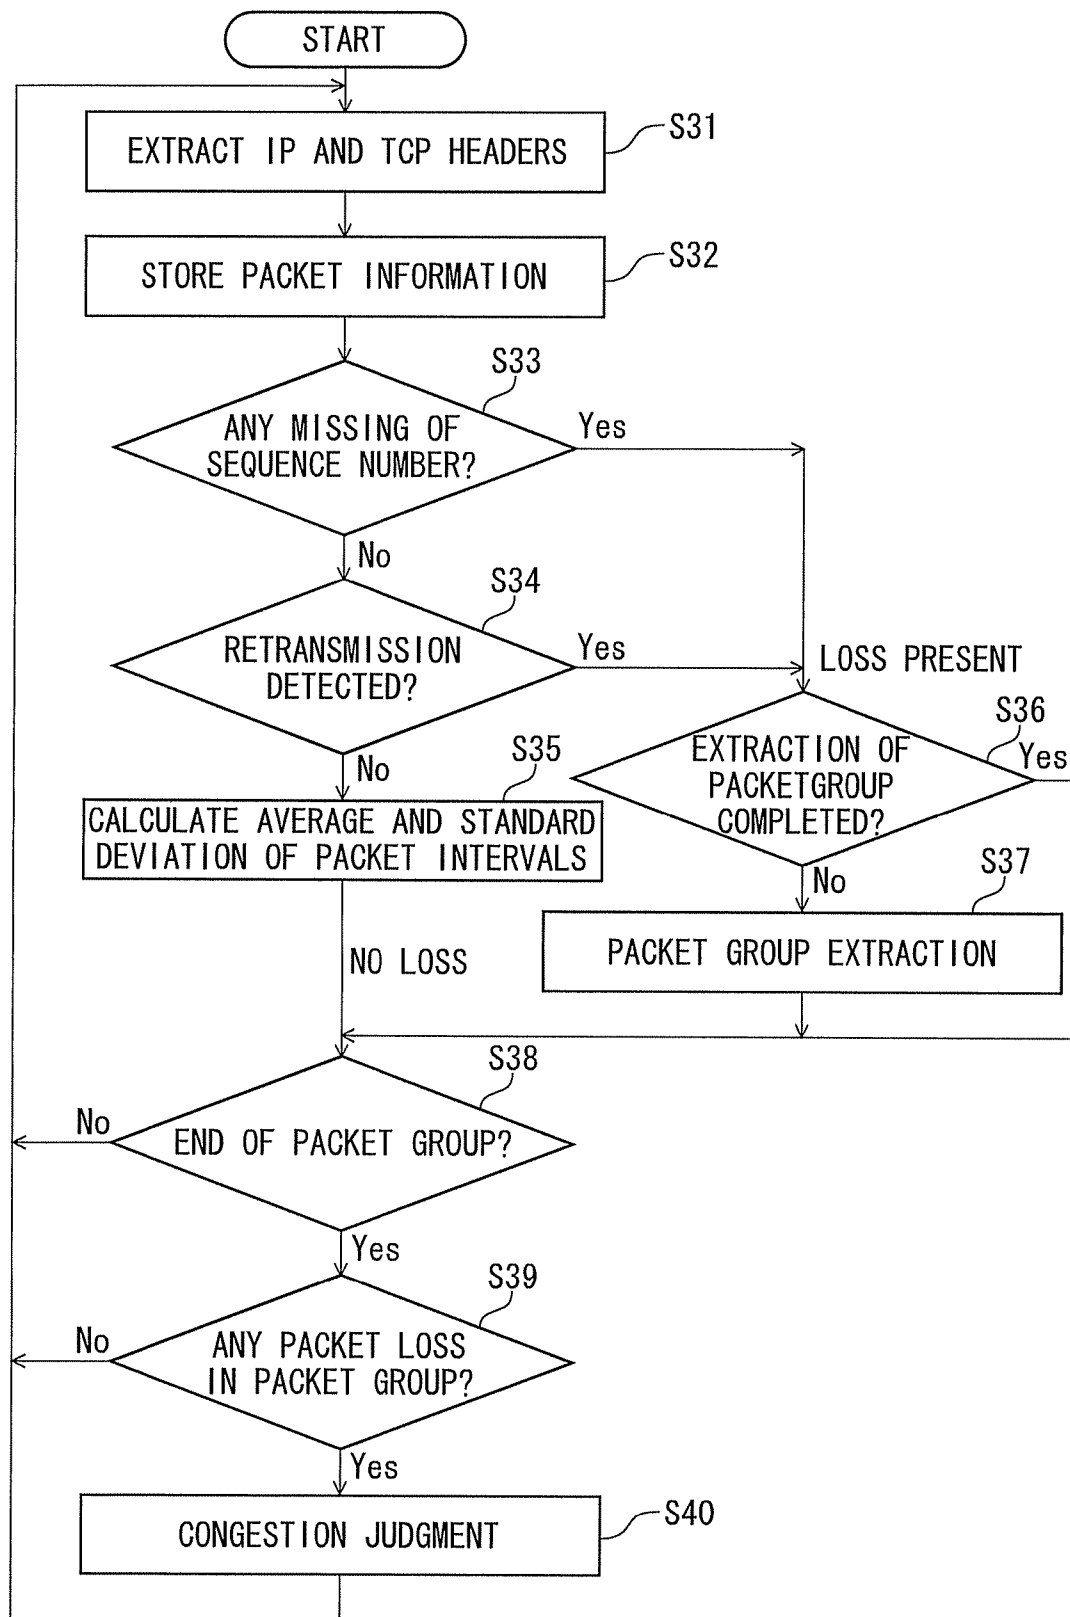 START
EXTRACT IP AND TCP HEADERS
S31
STORE PACKET INFORMATION
S32
S33
ANY MISSING OF
SEQUENCE NUMBER?
Yes
No
S34
RETRANSMISSION
DETECTED?
Yes
LOSS PRESENT
No
S35
CALCULATE AVERAGE AND STANDARD
DEVIATION OF PACKET INTERVALS
S36
EXTRACTION OF
PACKETGROUP
COMPLETED?
Yes
No
S37
PACKET GROUP EXTRACTION
NO LOSS
S38
END OF PACKET GROUP?
No
Yes
S39
ANY PACKET LOSS
IN PACKET GROUP?
No
Yes
CONGESTION JUDGMENT
S40